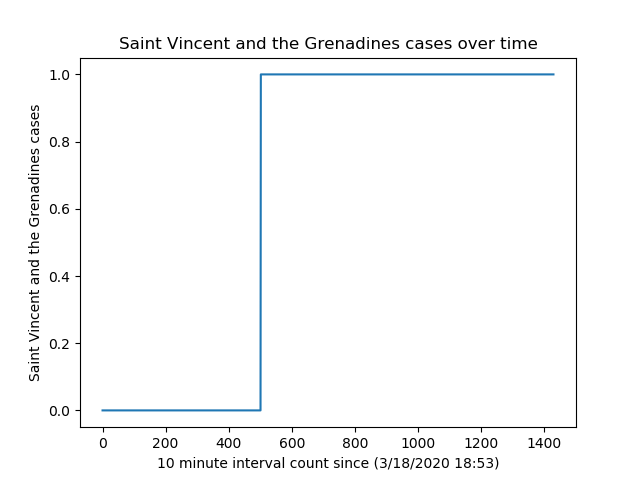 Saint Vincent and the Grenadines cases over time
Saint Vincent and the Grenadines cases
1.0
0.8
0.6
0.4
0.2
0.0
0 200 400 600 800 1000 1200 1400
10 minute interval count since (3/18/2020 18:53)